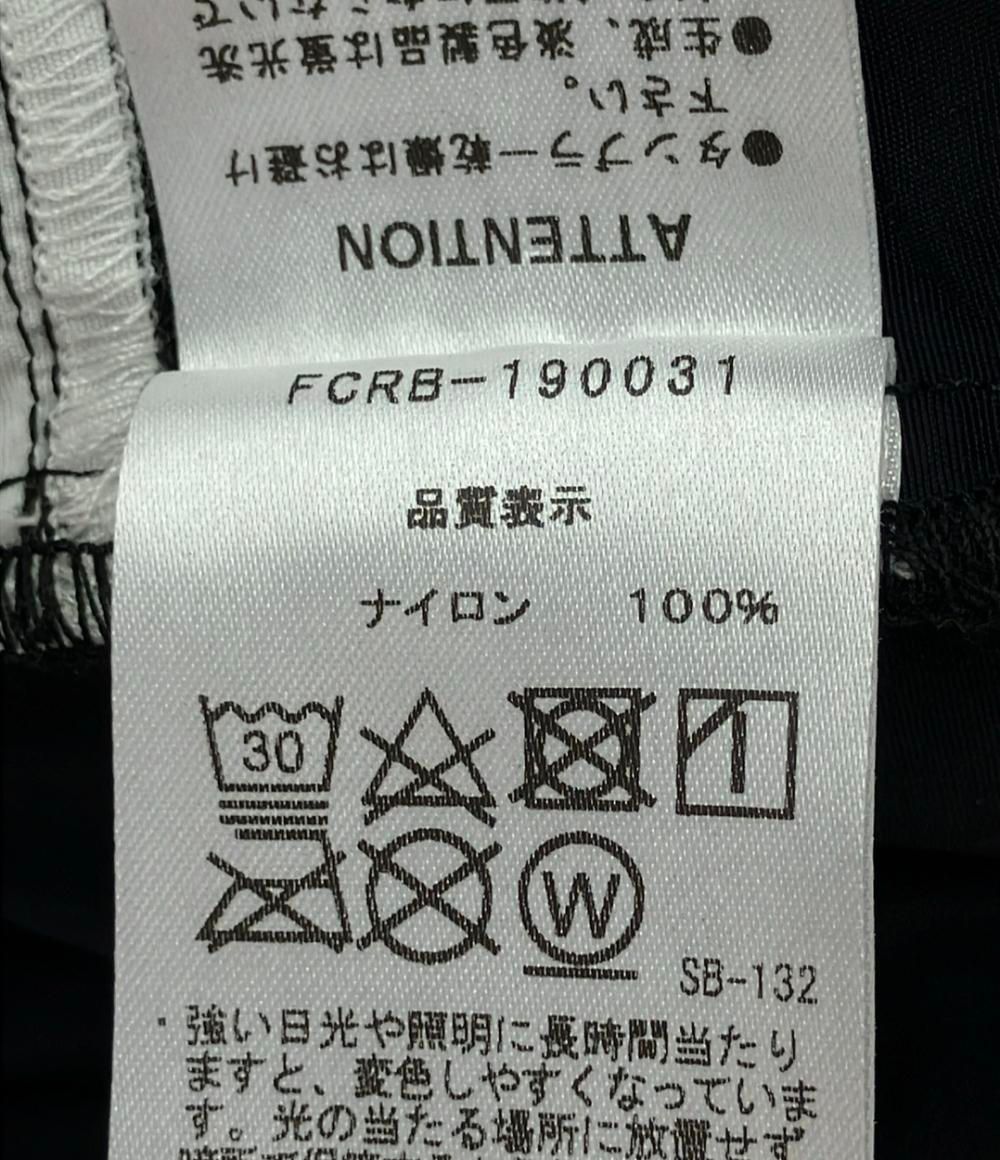 ATTENTION
●タンブラー乾燥はお避け
下さい。
●生成、淡色製品は蛍光洗
FCRB-190031
品質表示
ナイロン 100%
30
W
SB-132
・強い日光や照明に長時間当たり
ますと、変色しやすくなっていま
す。光の当たる場所に放置せず